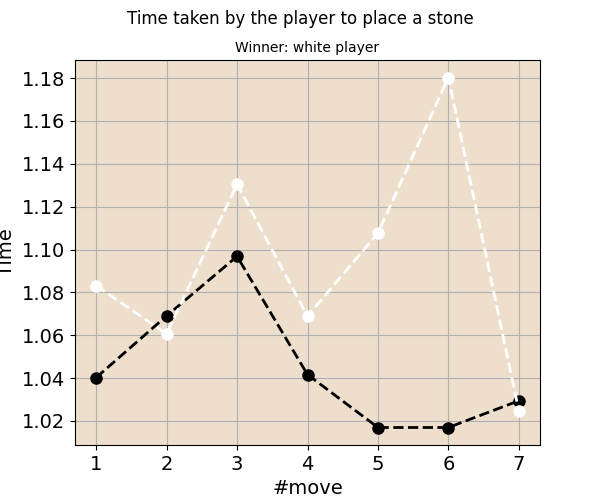 Time taken by the player to place a stone
Winner: white player
1.18
1.16
1.14
1.12
1.10
1.08
1.06
1.04
1.02
Time
1 2 3 4 5 6 7
#move